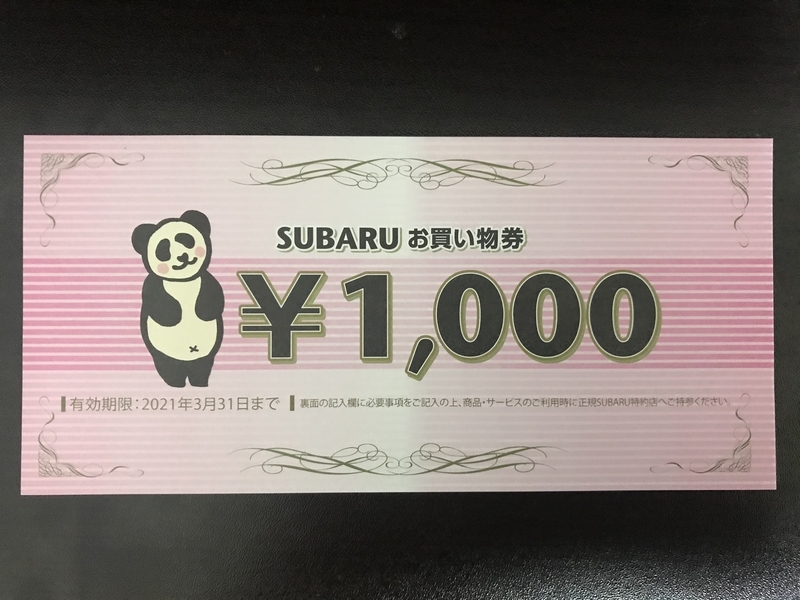 SUBARU お買い物券
¥1,000
有効期限:2021年3月31日まで
裏面の記入欄に必要事項をご記入の上、商品・サービスのご利用時に正規SUBARU特約店へご持参ください。